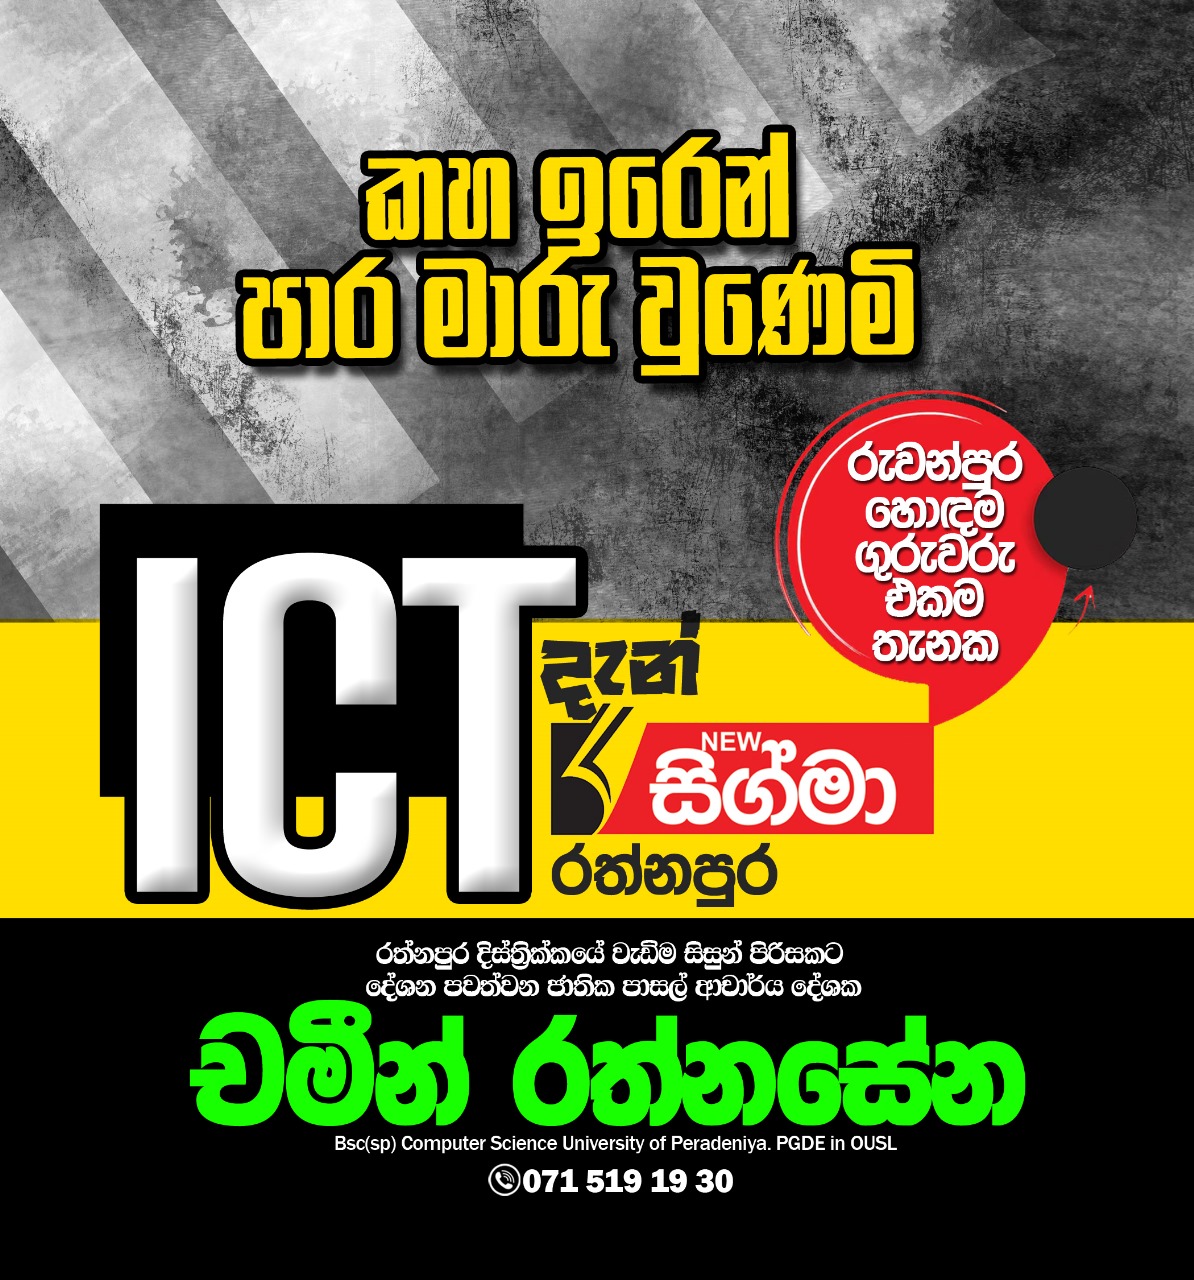 කහ ඉරෙන්
පාර මාරු වුණෙමි
රුවන්පුර
හොඳම
ගුරුවරු
එකම
තැනක
ICT
දැන්
NEW
සිග්මා
රත්නපුර
රත්නපුර දිස්ත්‍රික්කයේ වැඩිම සිසුන් පිරිසකට
දේශන පවත්වන ජාතික පාසල් ආචාර්ය දේශක
චමීන් රත්නසේන
Bsc(sp) Computer Science University of Peradeniya. PGDE in OUSL
071 519 19 30